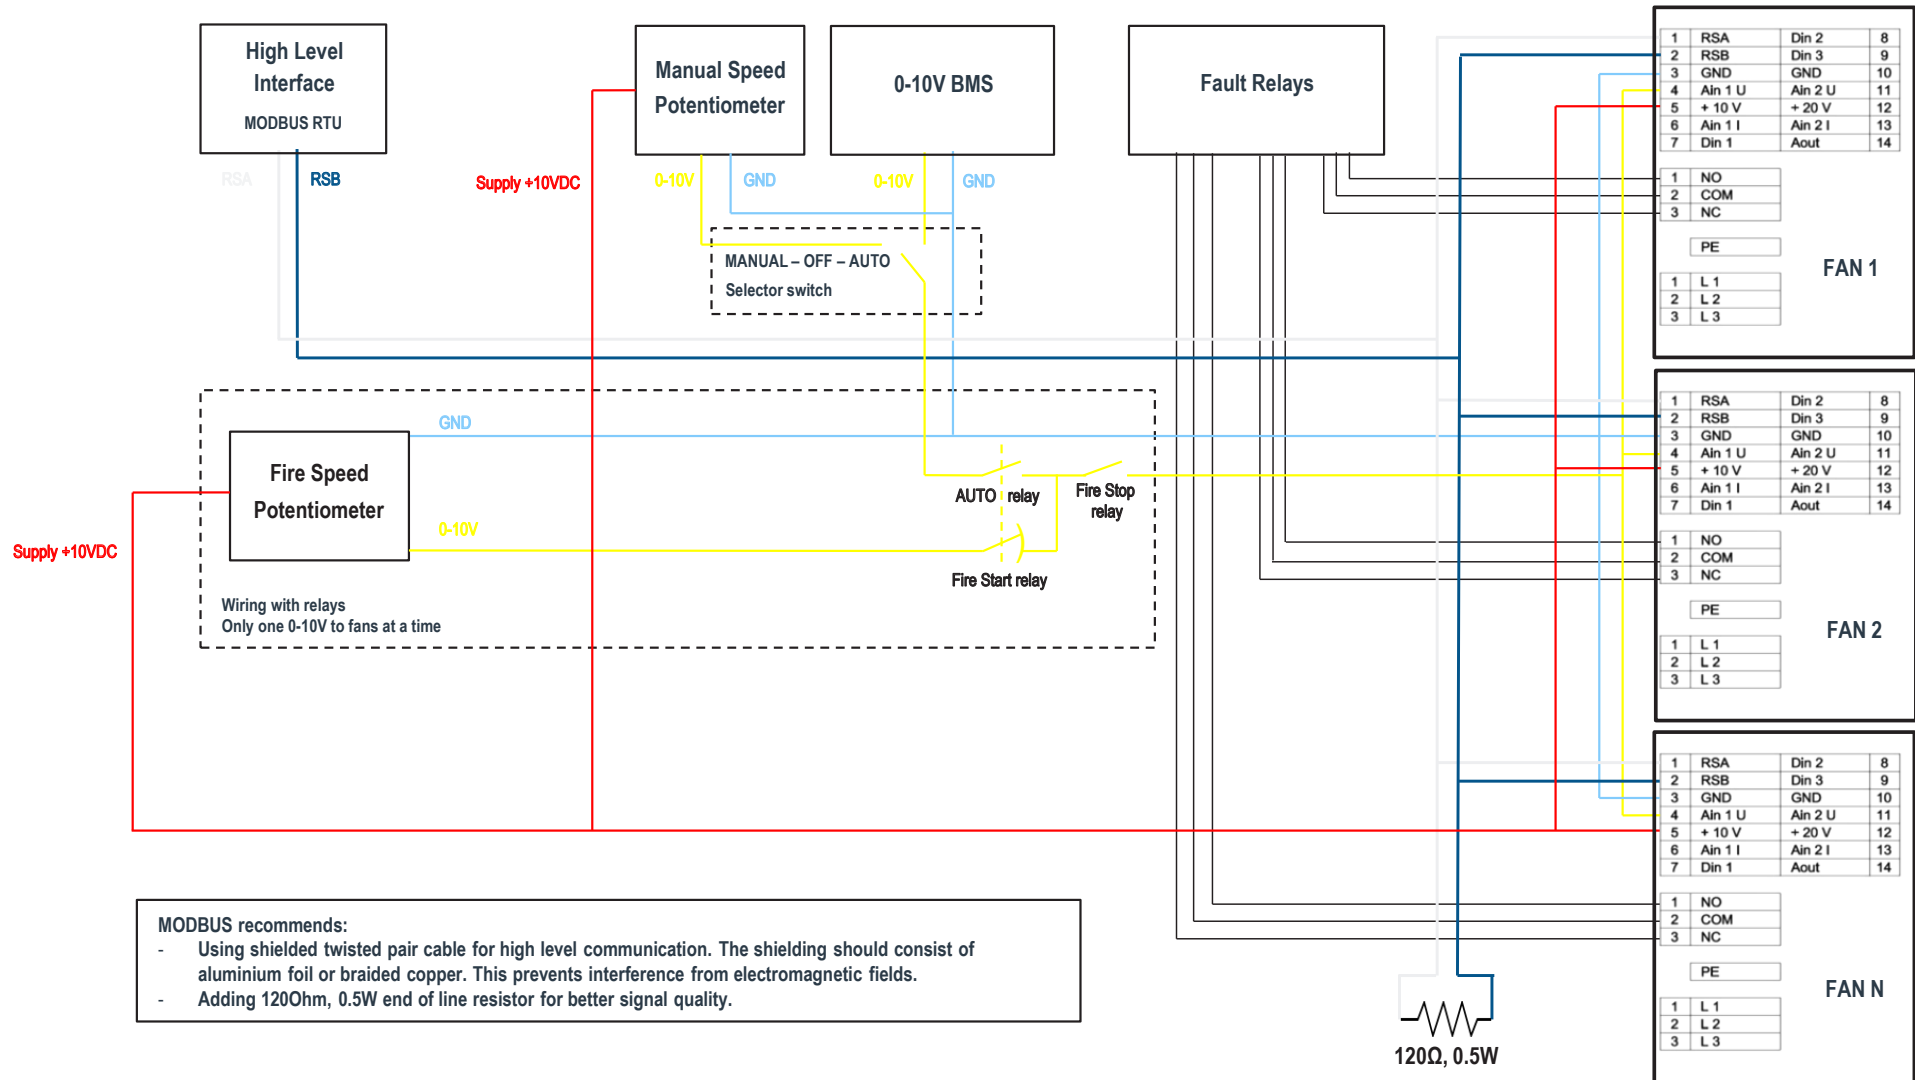 High Level
Interface
MODBUS RTU
RSA
RSB
Supply +10VDC
Manual Speed
Potentiometer
0-10V
GND
0-10V BMS
0-10V
GND
MANUAL – OFF – AUTO
Selector switch
Fault Relays
GND
Fire Speed
Potentiometer
0-10V
Supply +10VDC
AUTO relay
Fire Stop
relay
Fire Start relay
Wiring with relays
Only one 0-10V to fans at a time
1 RSA Din 2 8
2 RSB Din 3 9
3 GND GND 10
4 Ain 1 U Ain 2 U 11
5 + 10 V + 20 V 12
6 Ain 1 I Ain 2 I 13
7 Din 1 Aout 14
1 NO
2 COM
3 NC
PE
FAN 1
1 L 1
2 L 2
3 L 3
1 RSA Din 2 8
2 RSB Din 3 9
3 GND GND 10
4 Ain 1 U Ain 2 U 11
5 + 10 V + 20 V 12
6 Ain 1 I Ain 2 I 13
7 Din 1 Aout 14
1 NO
2 COM
3 NC
PE
FAN 2
1 L 1
2 L 2
3 L 3
1 RSA Din 2 8
2 RSB Din 3 9
3 GND GND 10
4 Ain 1 U Ain 2 U 11
5 + 10 V + 20 V 12
6 Ain 1 I Ain 2 I 13
7 Din 1 Aout 14
1 NO
2 COM
3 NC
PE
FAN N
1 L 1
2 L 2
3 L 3
MODBUS recommends:
- Using shielded twisted pair cable for high level communication. The shielding should consist of
aluminium foil or braided copper. This prevents interference from electromagnetic fields.
- Adding 120Ohm, 0.5W end of line resistor for better signal quality.
120Ω, 0.5W